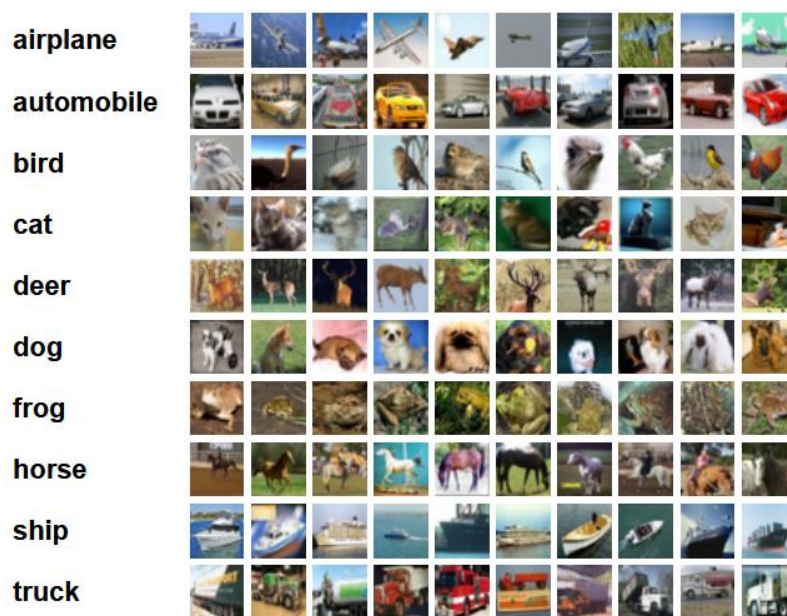 airplane
automobile
bird
cat
deer
dog
frog
horse
ship
truck